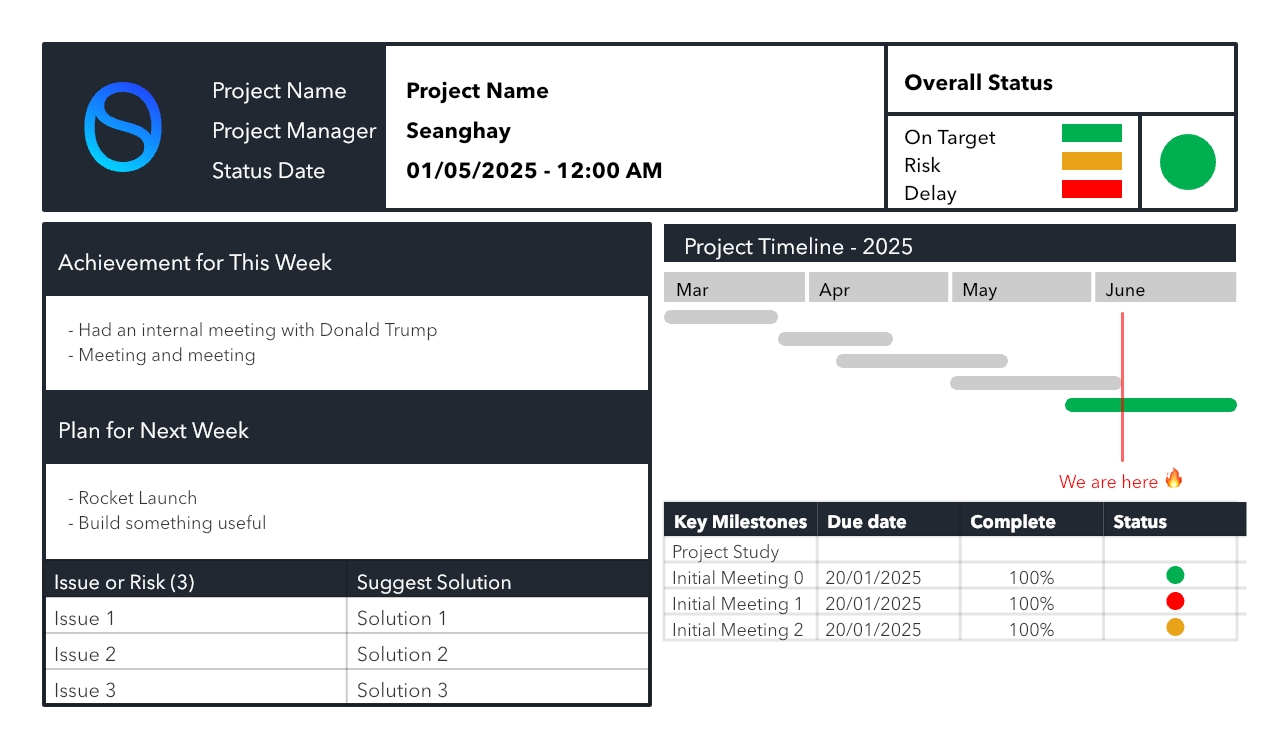 Project Name
Project Manager
Status Date
Project Name
Seanghay
01/05/2025 - 12:00 AM
Overall Status
On Target
Risk
Delay
Achievement for This Week
- Had an internal meeting with Donald Trump
- Meeting and meeting
Plan for Next Week
- Rocket Launch
- Build something useful
Issue or Risk (3) Suggest Solution
Issue 1 Solution 1
Issue 2 Solution 2
Issue 3 Solution 3
Project Timeline - 2025
Mar Apr May June
We are here 🔥
Key Milestones Due date Complete Status
Project Study
Initial Meeting 0 20/01/2025 100%
Initial Meeting 1 20/01/2025 100%
Initial Meeting 2 20/01/2025 100%